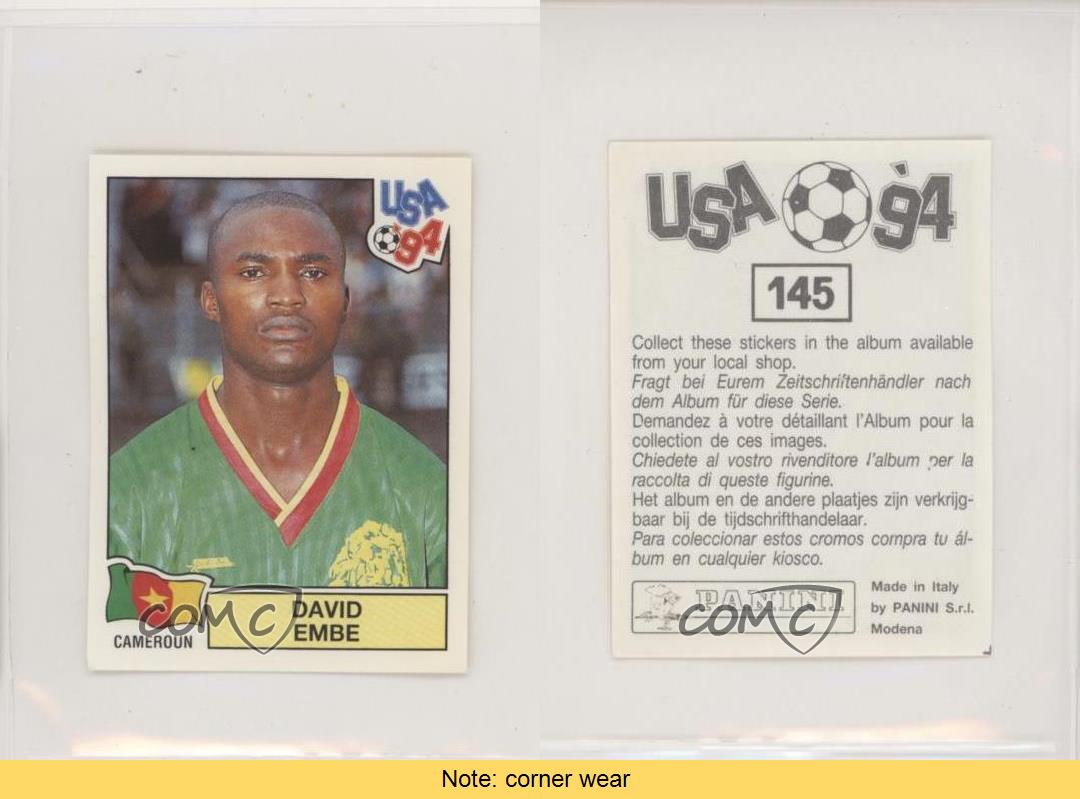 USA
'94
CAMEROUN
DAVID
EMBE
COMC
USA '94
145
Collect these stickers in the album available
from your local shop.
Fragt bei Eurem Zeitschriftenhändler nach
dem Album für diese Serie.
Demandez à votre détaillant l'Album pour la
collection de ces images.
Chiedete al vostro rivenditore l'album per la
raccolta di queste figurine.
Het album en de andere plaatjes zijn verkrijg-
baar bij de tijdschrifthandelaar.
Para coleccionar estos cromos compra tu ál-
bum en cualquier kiosco.
PANINI
COMC
Made in Italy
by PANINI S.r.l.
Modena
Note: corner wear